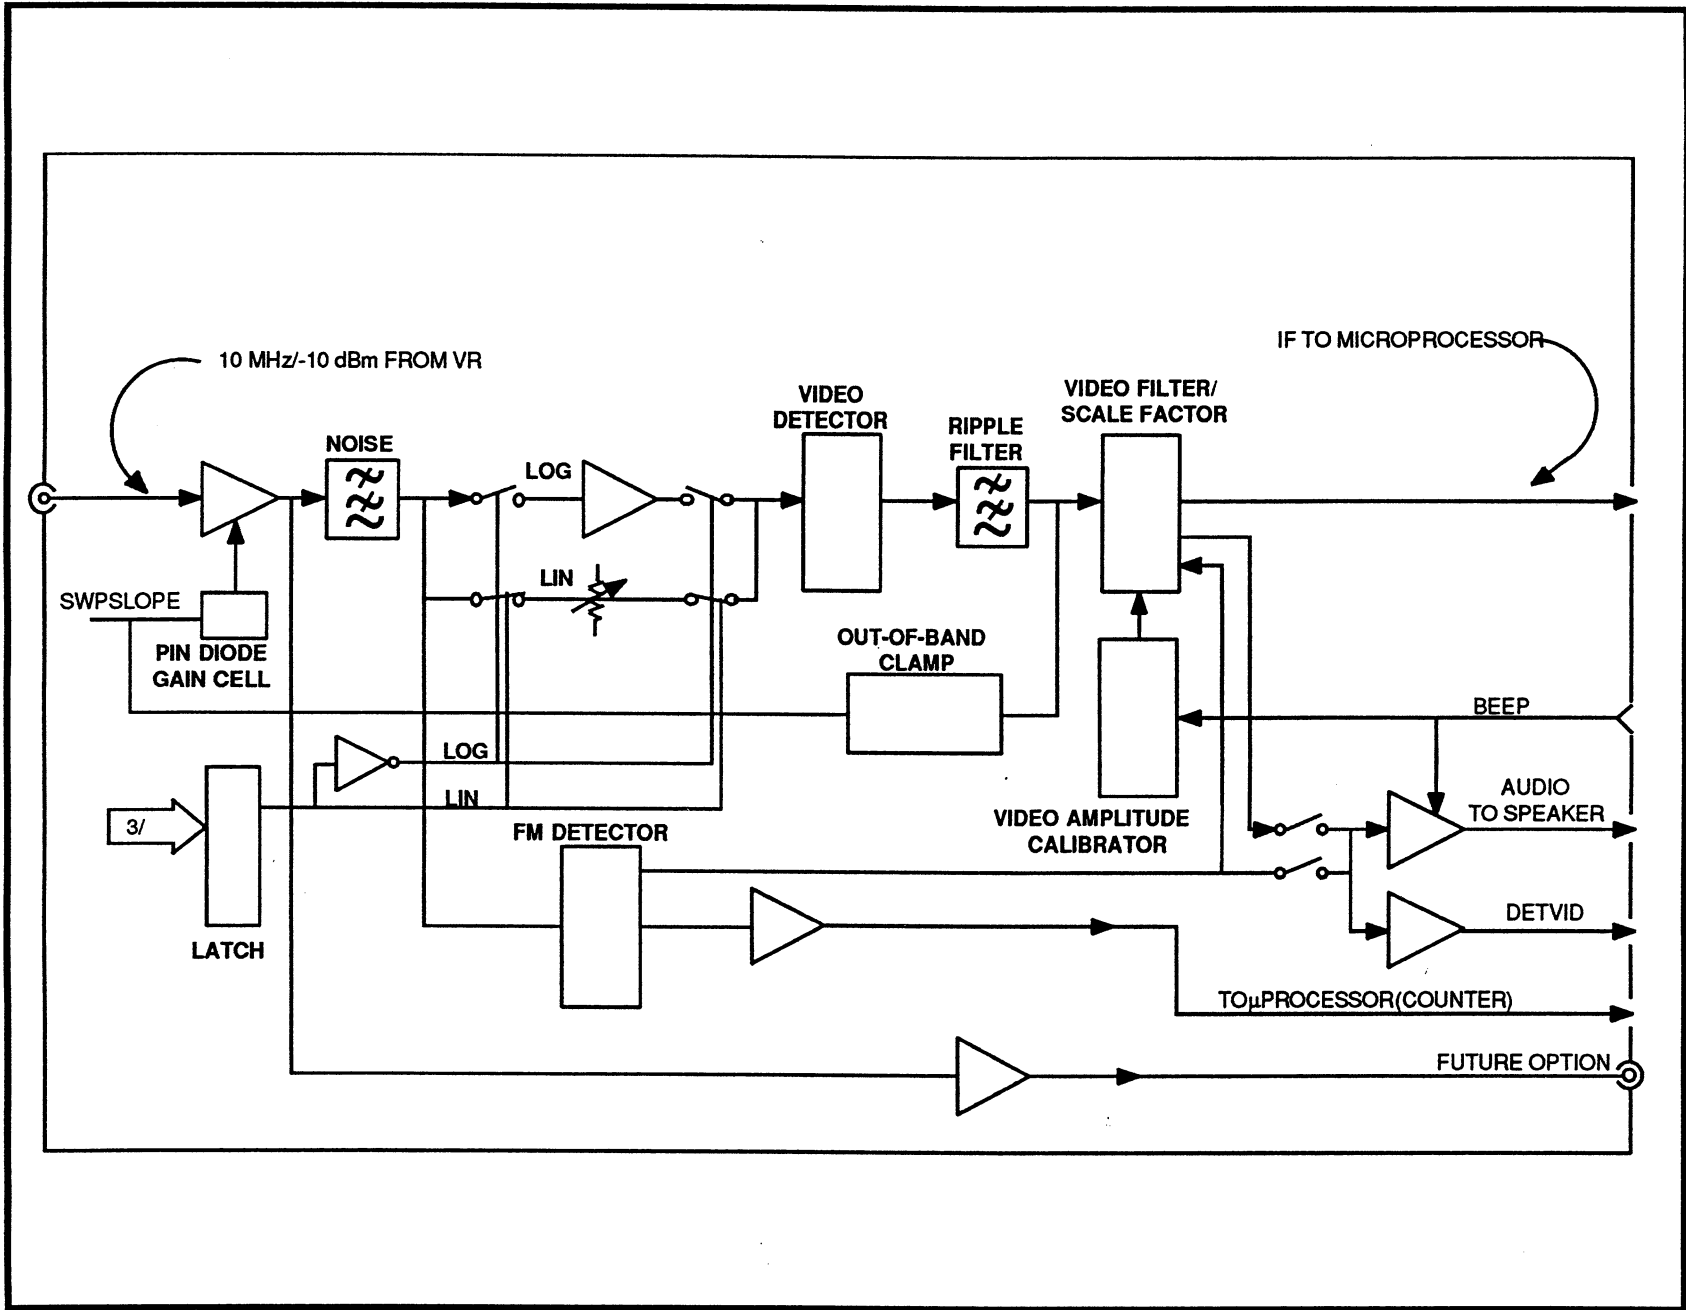 IF TO MICROPROCESSOR
10 MHz/-10 dBm FROM VR
VIDEO
DETECTOR
VIDEO FILTER/
SCALE FACTOR
RIPPLE
FILTER
NOISE
LOG
LIN
SWPSLOPE
PIN DIODE
GAIN CELL
OUT-OF-BAND
CLAMP
BEEP
LOG
LIN
3/
LATCH
FM DETECTOR
VIDEO AMPLITUDE
CALIBRATOR
AUDIO
TO SPEAKER
DETVID
TOµPROCESSOR(COUNTER)
FUTURE OPTION